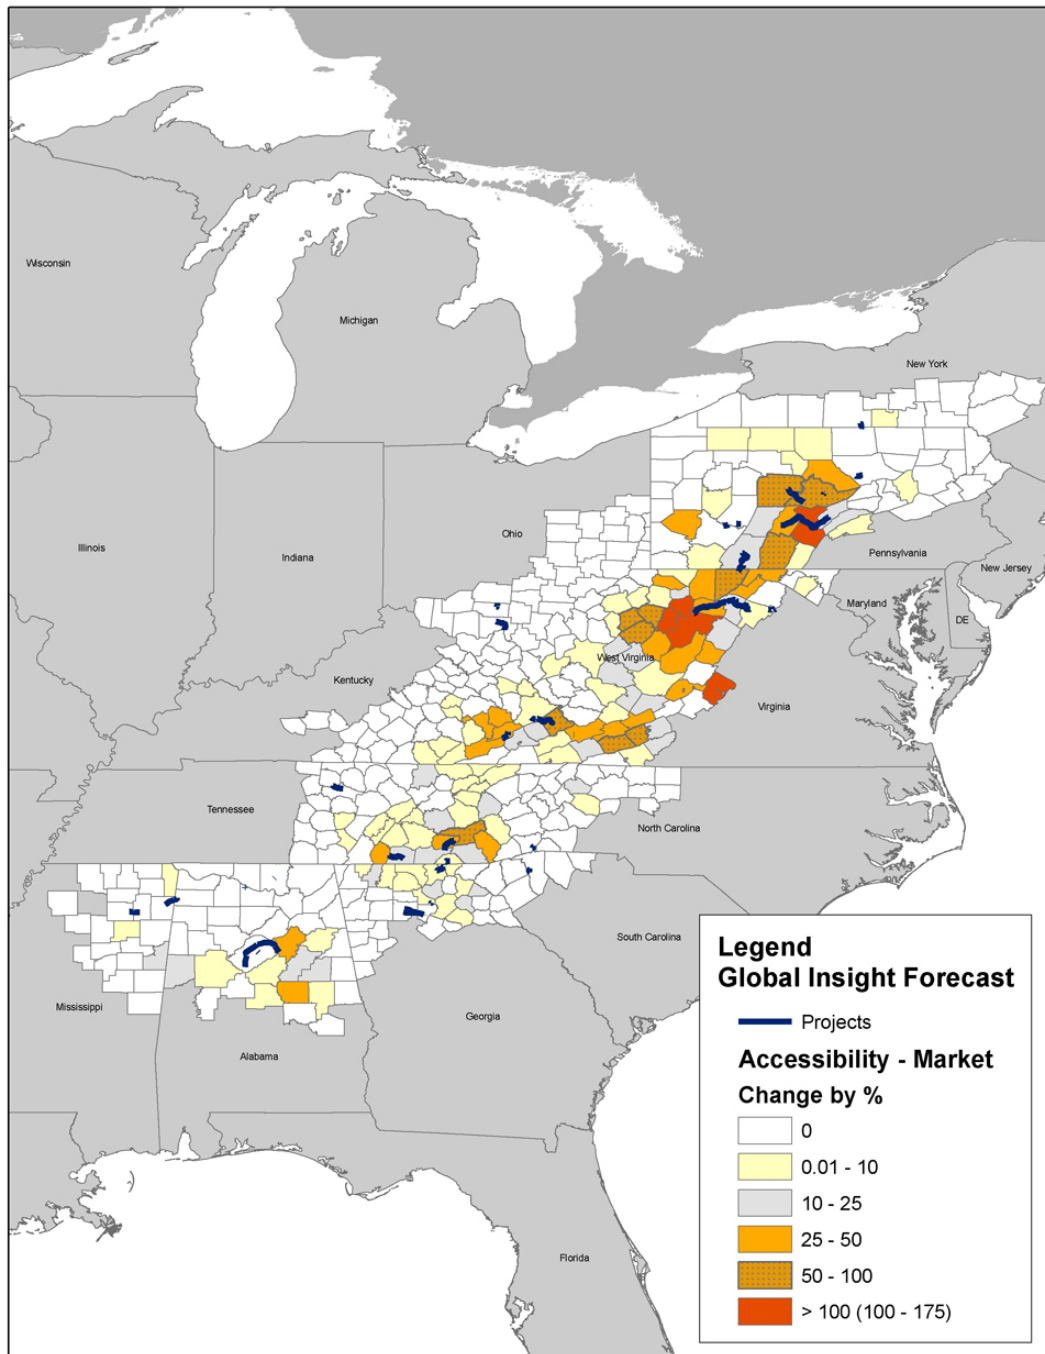 Wisconsin
Michigan
New York
Illinois
Indiana
Ohio
Pennsylvania
New Jersey
Maryland
DE
West Virginia
Kentucky
Virginia
Tennessee
North Carolina
South Carolina
Mississippi
Alabama
Georgia
Florida
Legend
Global Insight Forecast
Projects
Accessibility - Market
Change by %
0
0.01 - 10
10 - 25
25 - 50
50 - 100
> 100 (100 - 175)